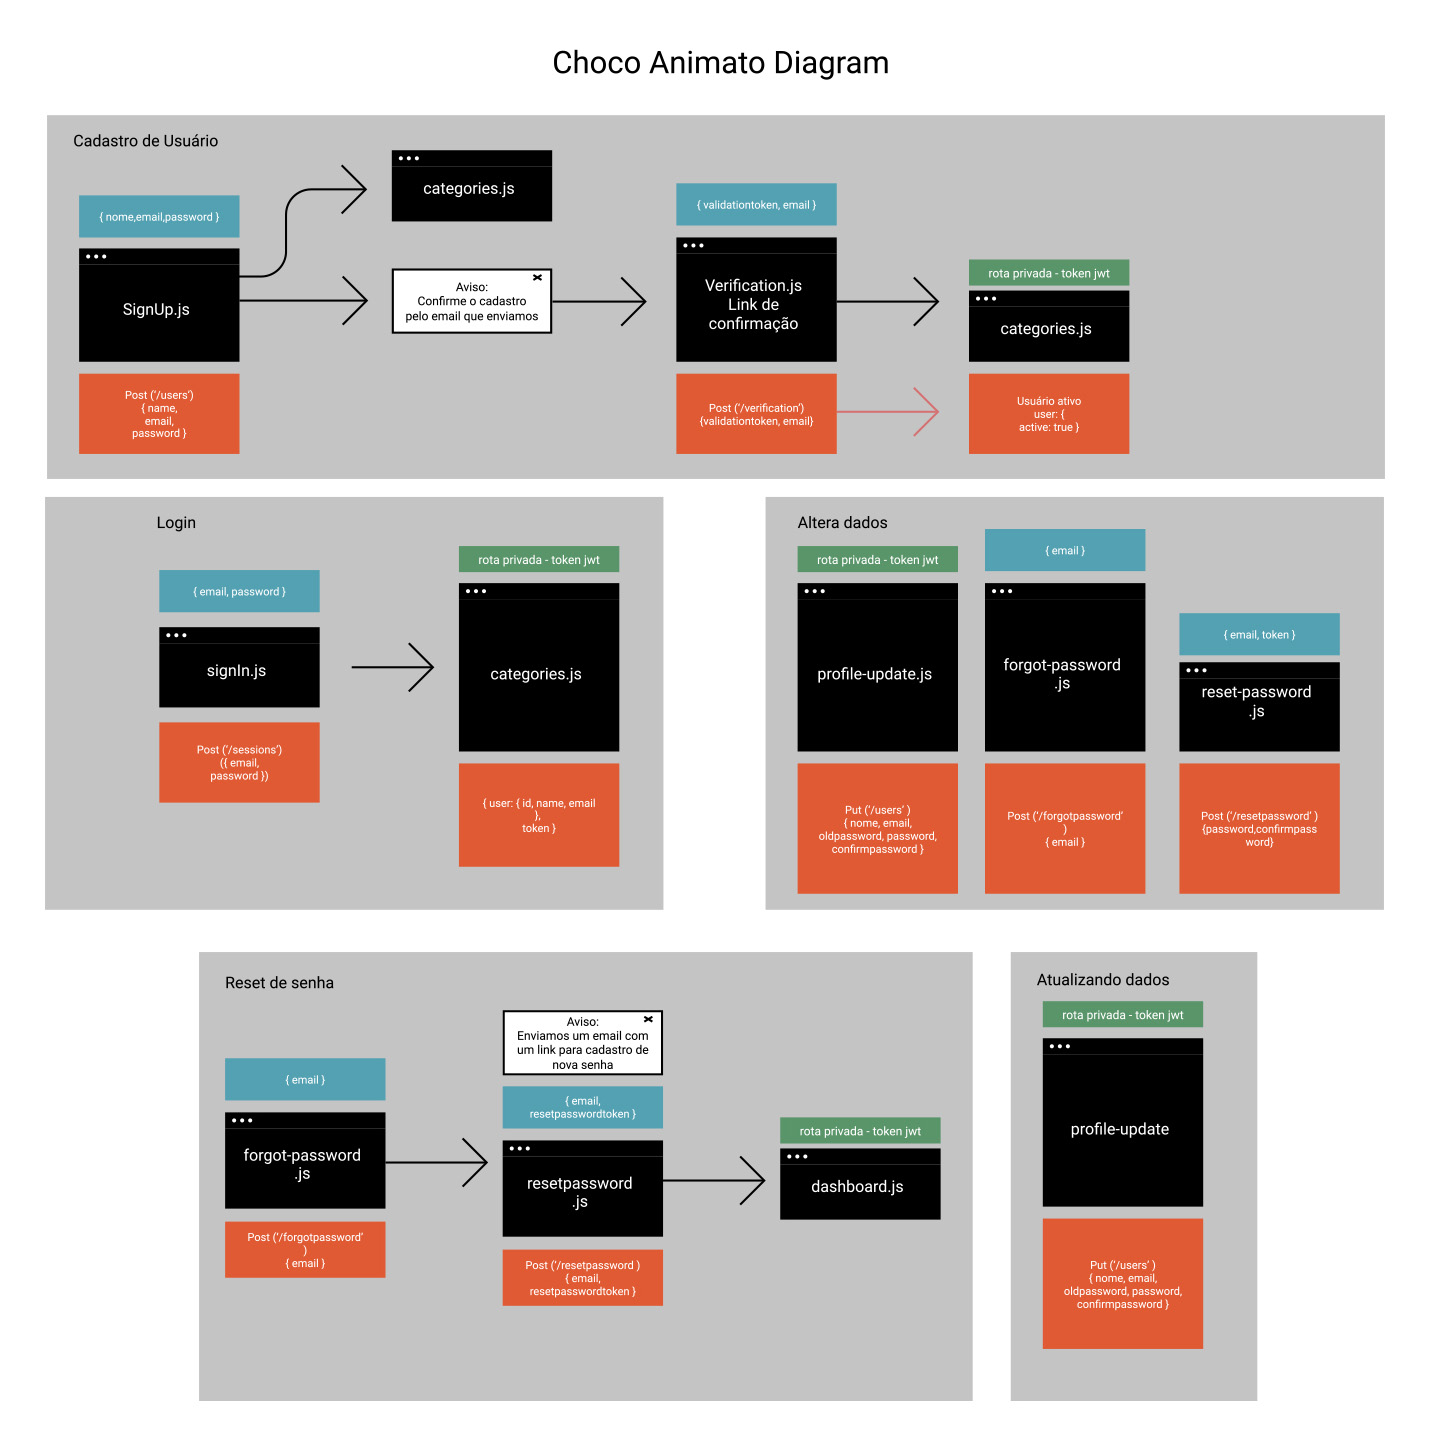 Choco Animato Diagram
Cadastro de Usuário
{ nome,email,password }
SignUp.js
Post (‘/users’)
{ name,
email,
password }
categories.js
Aviso:
Confirme o cadastro
pelo email que enviamos
{ validationtoken, email }
Verification.js
Link de
confirmação
Post (‘/verification’)
{validationtoken, email}
rota privada - token jwt
categories.js
Usuário ativo
user: {
active: true }
Login
{ email, password }
signIn.js
Post (‘/sessions’)
({ email,
password })
rota privada - token jwt
categories.js
{ user: { id, name, email
},
token }
Altera dados
rota privada - token jwt
profile-update.js
Put (‘/users’ )
{ nome, email,
oldpassword, password,
confirmpassword }
{ email }
forgot-password
.js
Post (‘/forgotpassword’
)
{ email }
{ email, token }
reset-password
.js
Post (‘/resetpassword’ )
{password,confirmpass
word}
Reset de senha
{ email }
forgot-password
.js
Post (‘/forgotpassword’
)
{ email }
Aviso:
Enviamos um email com
um link para cadastro de
nova senha
{ email,
resetpasswordtoken }
resetpassword
.js
Post (‘/resetpassword )
{ email,
resetpasswordtoken }
rota privada - token jwt
dashboard.js
Atualizando dados
rota privada - token jwt
profile-update
Put (‘/users’ )
{ nome, email,
oldpassword, password,
confirmpassword }